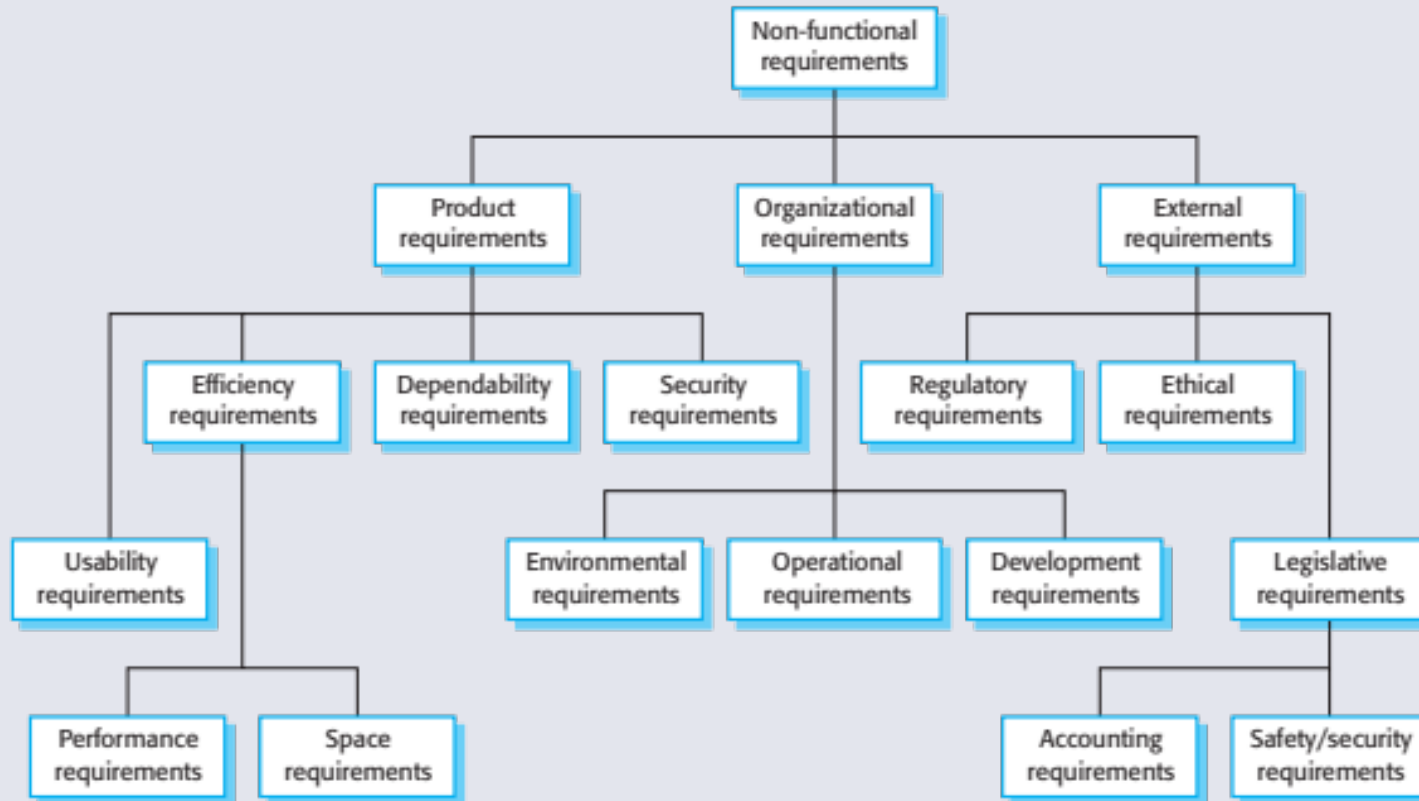 Non-functional
requirements
Product
requirements
Organizational
requirements
External
requirements
Efficiency
requirements
Dependability
requirements
Security
requirements
Regulatory
requirements
Ethical
requirements
Usability
requirements
Environmental
requirements
Operational
requirements
Development
requirements
Legislative
requirements
Performance
requirements
Space
requirements
Accounting
requirements
Safety/security
requirements